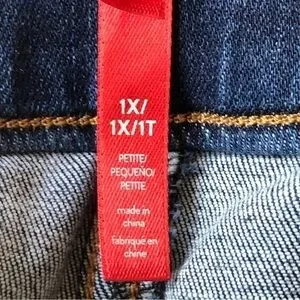 1X/
1X/1T
PETITE/
PEQUEÑO/
PETITE
made in
china
fabriqué en
chine